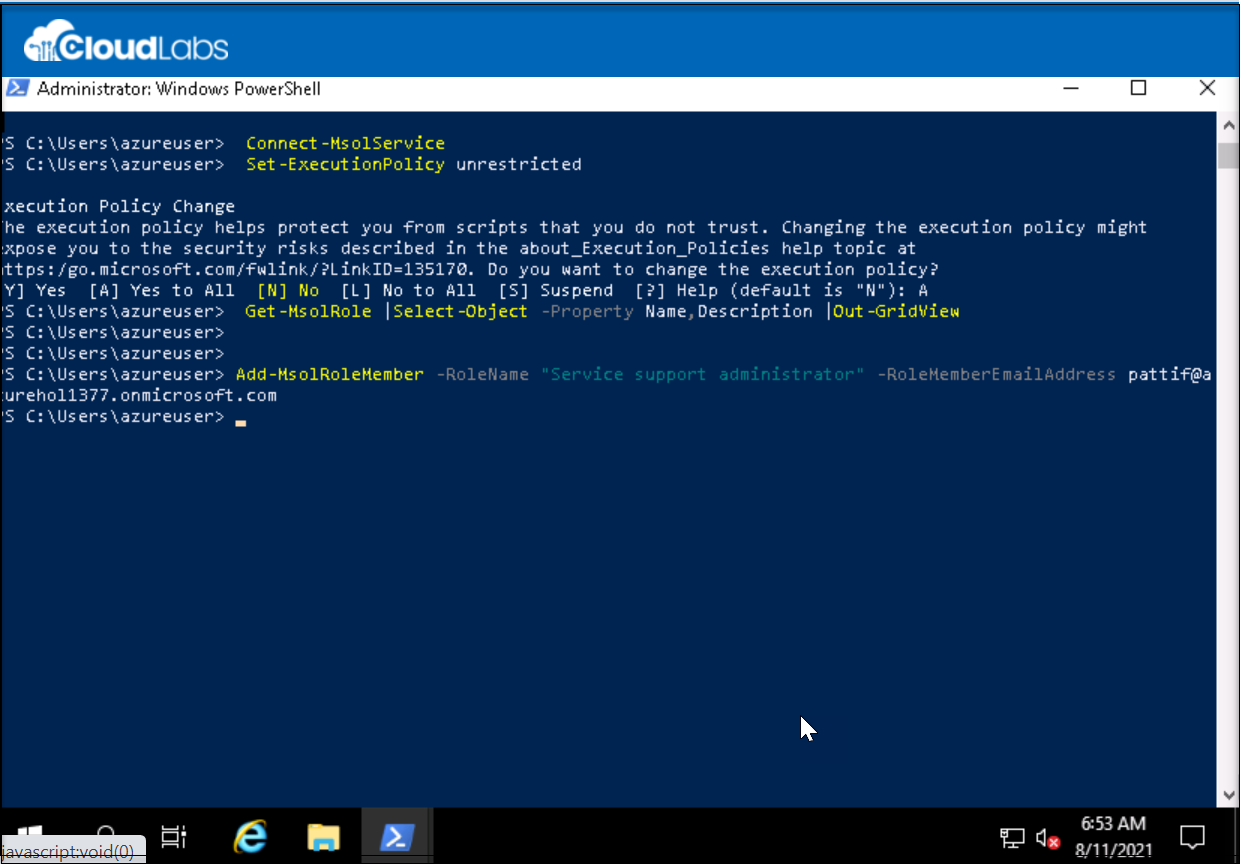 CloudLabs
Administrator: Windows PowerShell
S C:\Users\azureuser>  Connect-MsolService
S C:\Users\azureuser>  Set-ExecutionPolicy unrestricted
xecution Policy Change
he execution policy helps protect you from scripts that you do not trust. Changing the execution policy might
xpose you to the security risks described in the about_Execution_Policies help topic at
ttps:/go.microsoft.com/fwlink/?LinkID=135170. Do you want to change the execution policy?
Y] Yes  [A] Yes to All  [N] No  [L] No to All  [S] Suspend  [?] Help (default is "N"): A
S C:\Users\azureuser>  Get-MsolRole |Select-Object -Property Name,Description |Out-GridView
S C:\Users\azureuser>
S C:\Users\azureuser>
S C:\Users\azureuser> Add-MsolRoleMember -RoleName "Service support administrator" -RoleMemberEmailAddress pattif@a
urehol1377.onmicrosoft.com
S C:\Users\azureuser>
6:53 AM
8/11/2021
javascript:void(0)